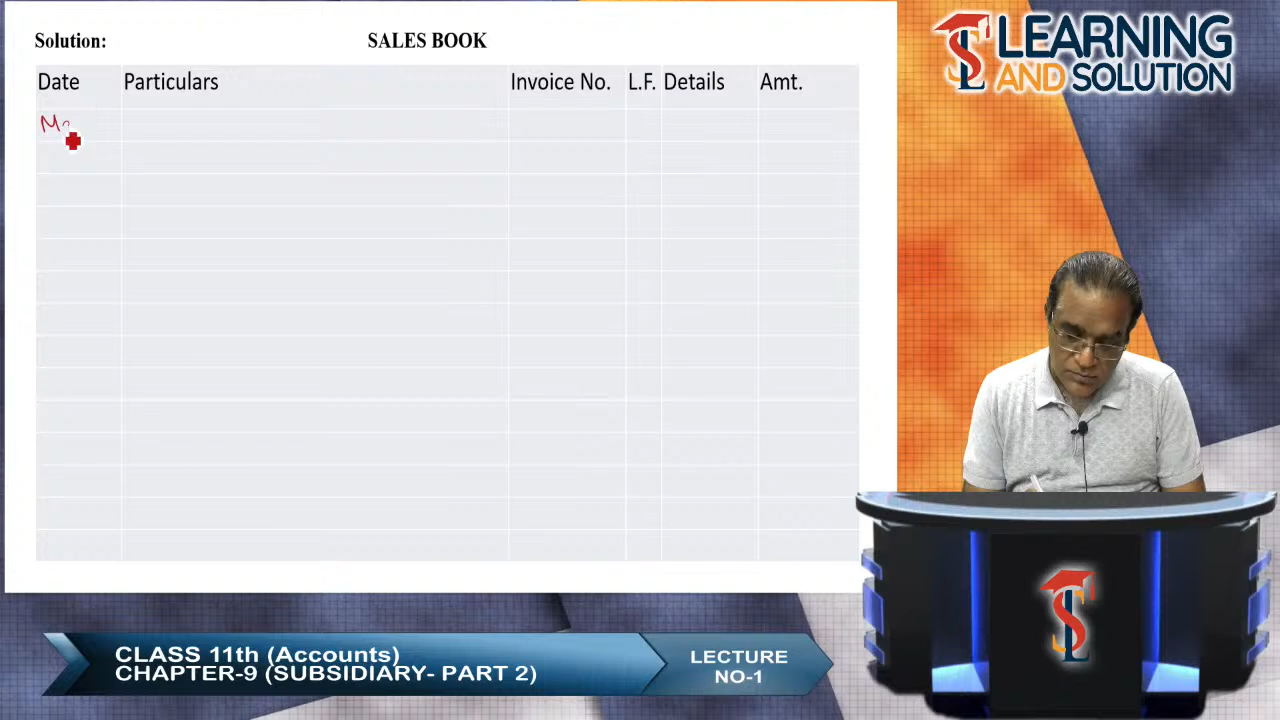 Solution:
SALES BOOK
Date Particulars Invoice No. L.F. Details Amt.
LEARNING
AND SOLUTION
CLASS 11th (Accounts)
CHAPTER-9 (SUBSIDIARY- PART 2)
LECTURE
NO-1